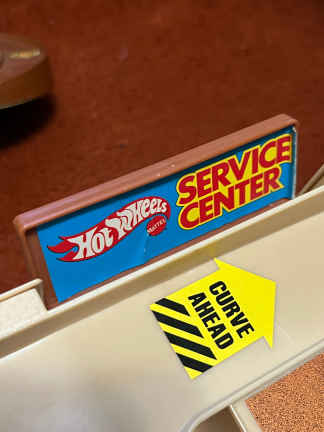 Hot Wheels
MATTEL
SERVICE
CENTER
CURVE
AHEAD